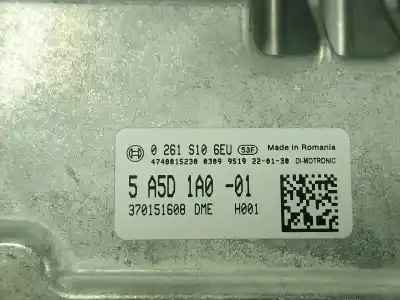 0 261 S10 6EU 53F Made in Romania
4740015230 0309 9519 22-01-30 DI-MOTRONIC
5 A5D 1A0 -01
370151608 DME H001